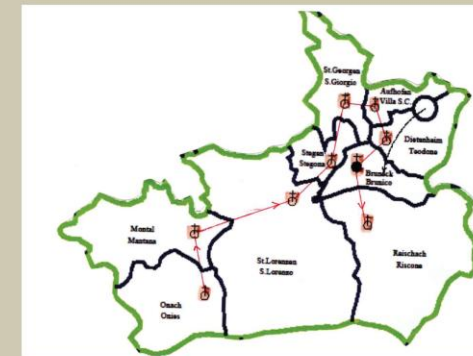 St.Georgen
S.Giorgio
Aufhofen
Villa S.C.
Dietenheim
Teodone
Stegen
Stegona
Bruneck
Brunico
Montal
Mantana
St.Lorenzen
S.Lorenzo
Raischach
Riscone
Onach
Onies